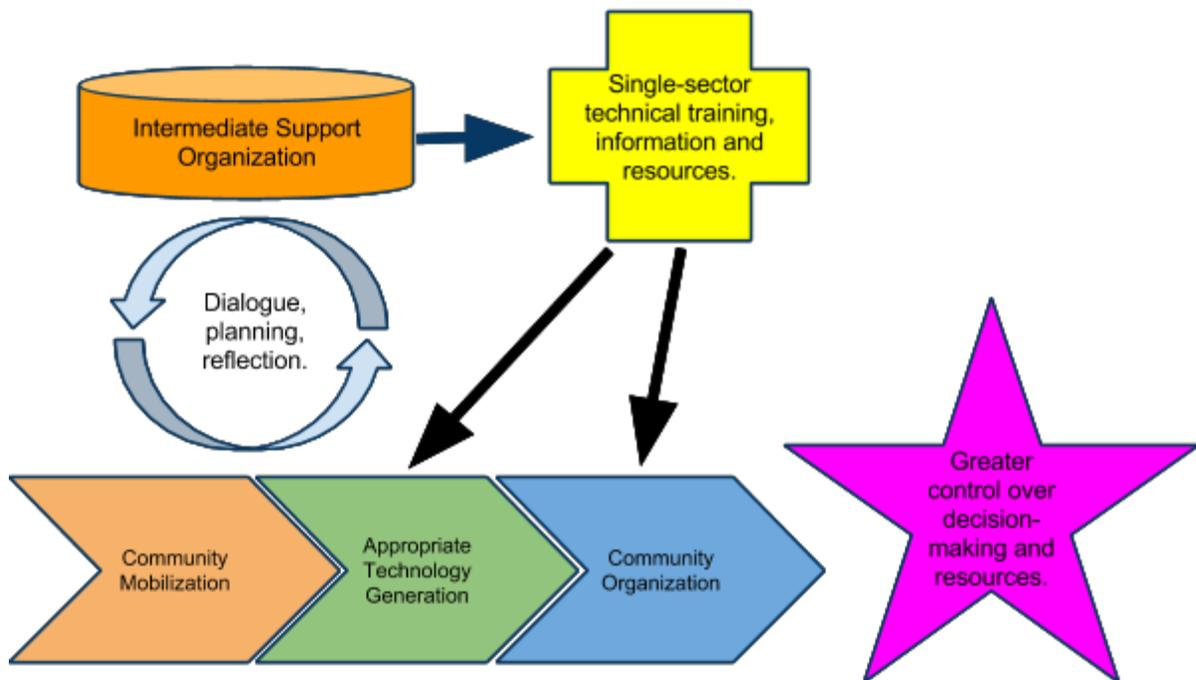 Intermediate Support
Organization
Single-sector
technical training,
information and
resources.
Dialogue,
planning,
reflection.
Community
Mobilization
Appropriate
Technology
Generation
Community
Organization
Greater
control over
decision-
making and
resources.